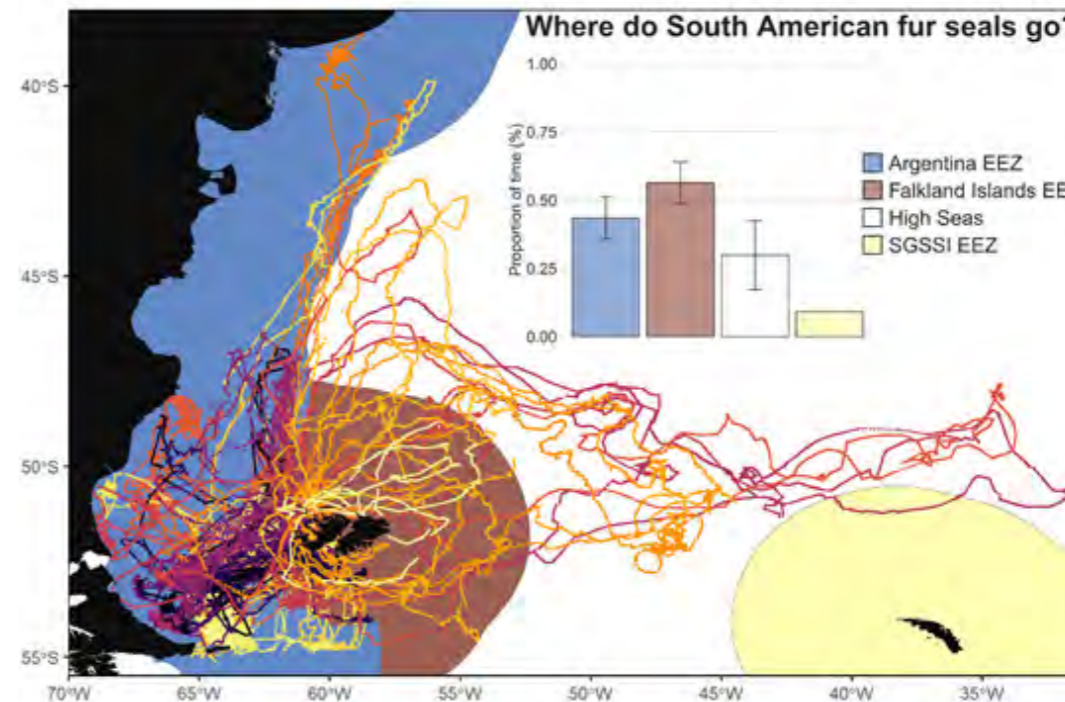 Where do South American fur seals go?
1.00
0.75
0.50
0.25
0.00
Proportion of time (%)
Argentina EEZ
Falkland Islands EE
High Seas
SGSSI EEZ
40°S
45°S
50°S
55°S
70°W 65°W 60°W 55°W 50°W 45°W 40°W 35°W